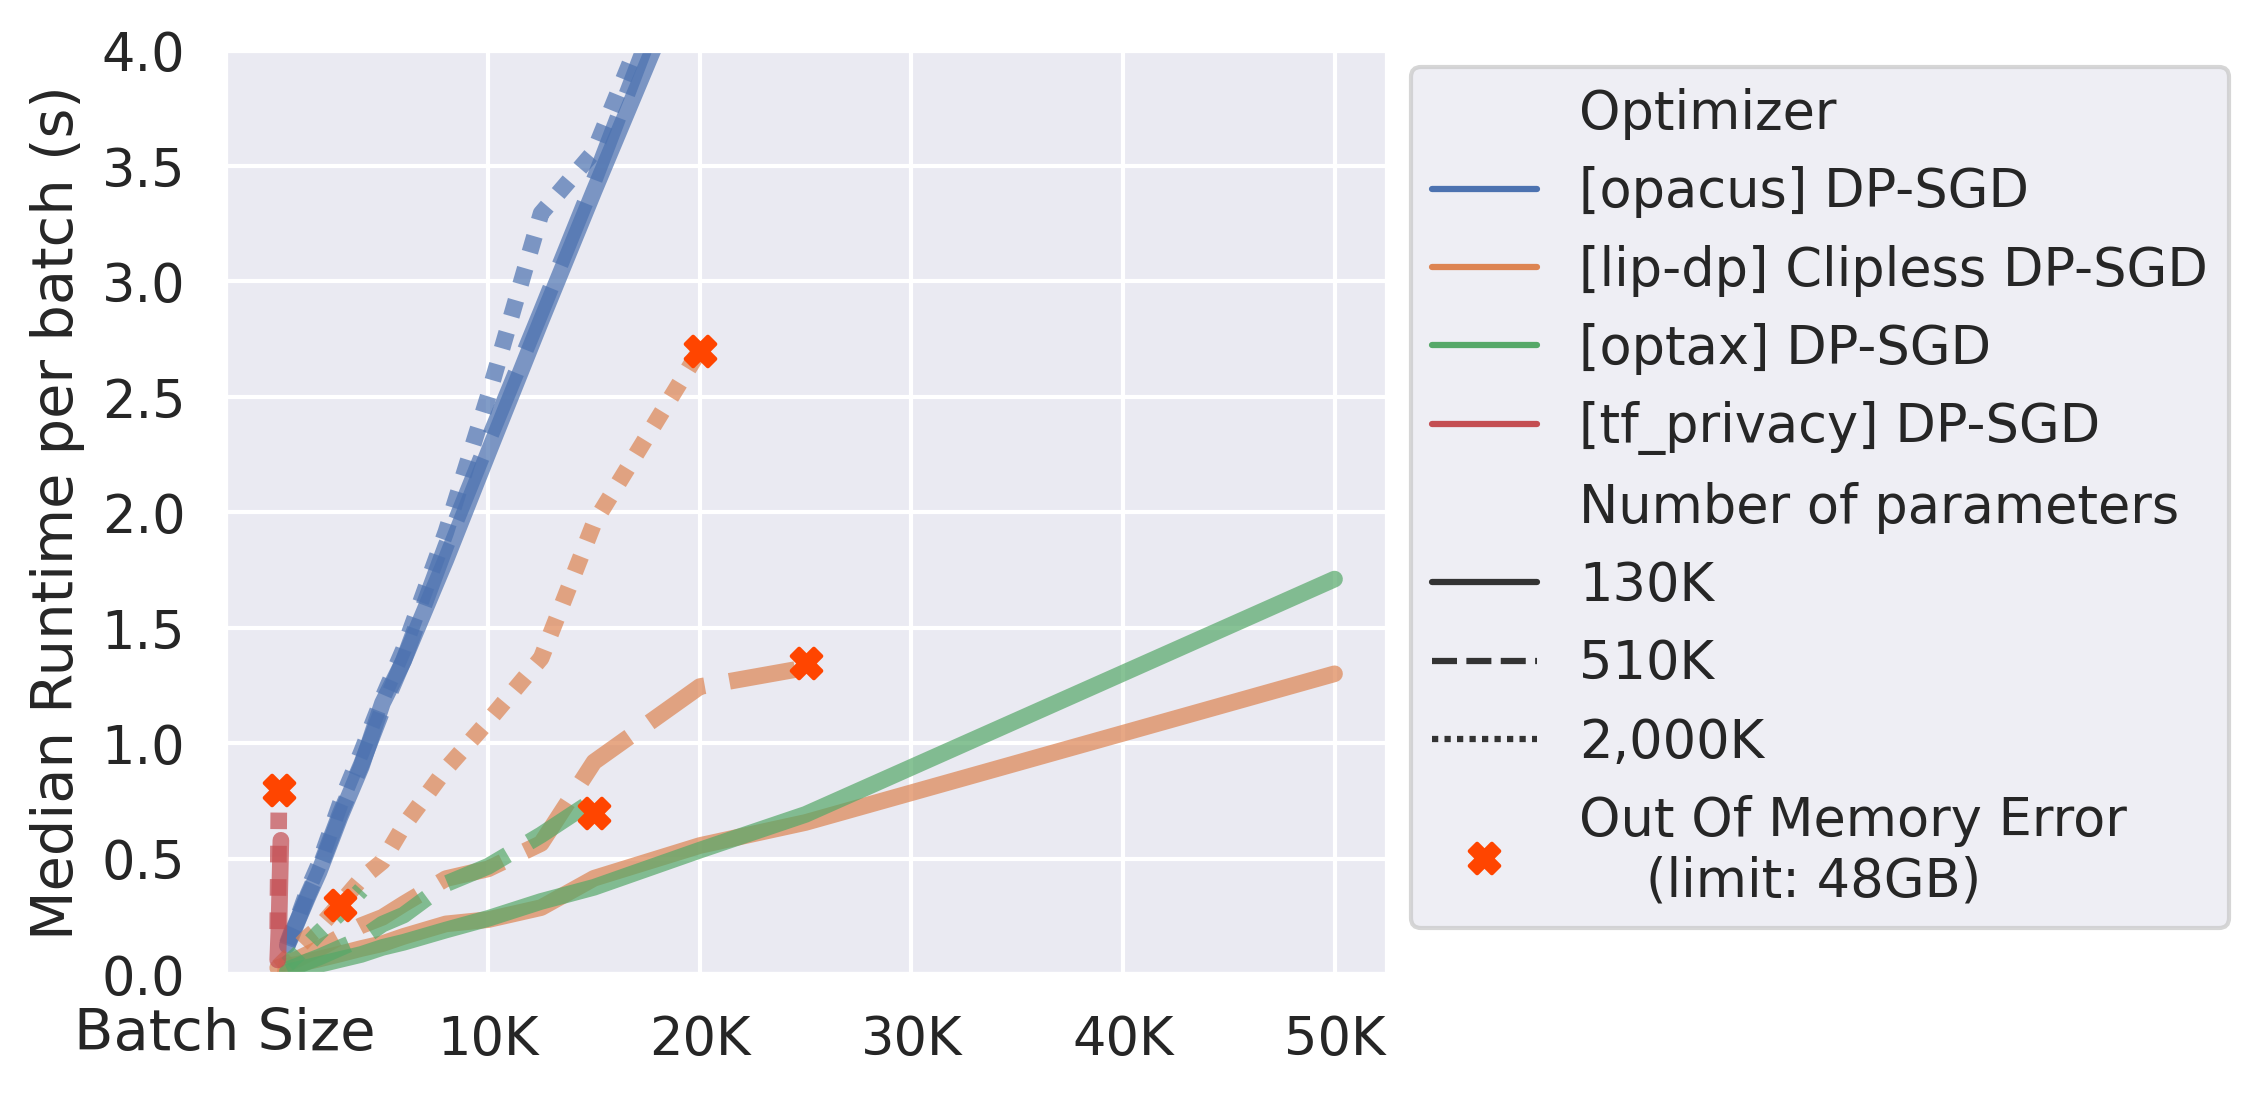 Median Runtime per batch (s)
4.0
3.5
3.0
2.5
2.0
1.5
1.0
0.5
0.0
Batch Size
10K
20K
30K
40K
50K
Optimizer
[opacus] DP-SGD
[lip-dp] Clipless DP-SGD
[optax] DP-SGD
[tf_privacy] DP-SGD
Number of parameters
130K
510K
2,000K
Out Of Memory Error
(limit: 48GB)